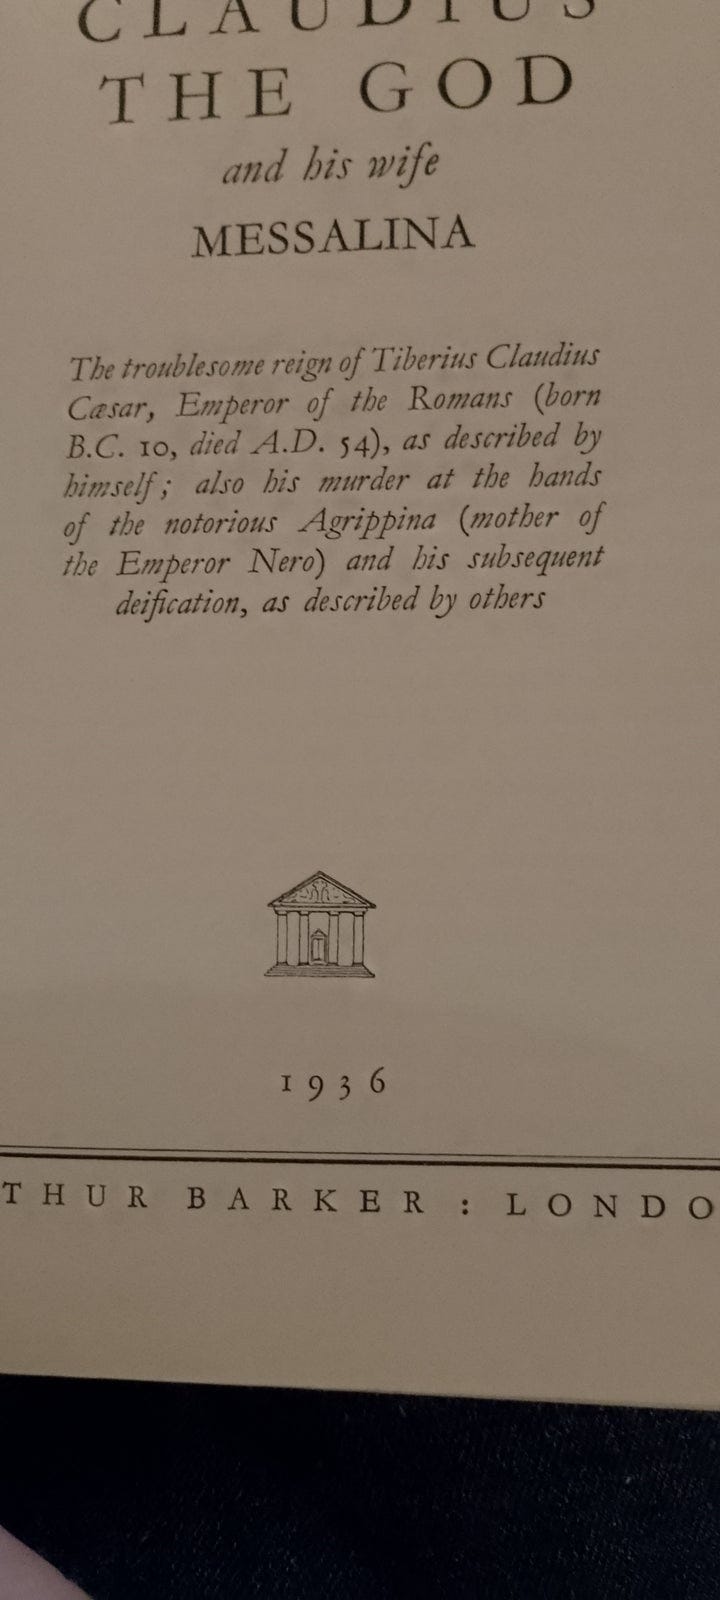 CLAUDIUS
THE GOD
and his wife
MESSALINA
The troublesome reign of Tiberius Claudius
Cæsar, Emperor of the Romans (born
B.C. 10, died A.D. 54), as described by
himself; also his murder at the hands
of the notorious Agrippina (mother of
the Emperor Nero) and his subsequent
deification, as described by others
1936
THUR BARKER : LONDO